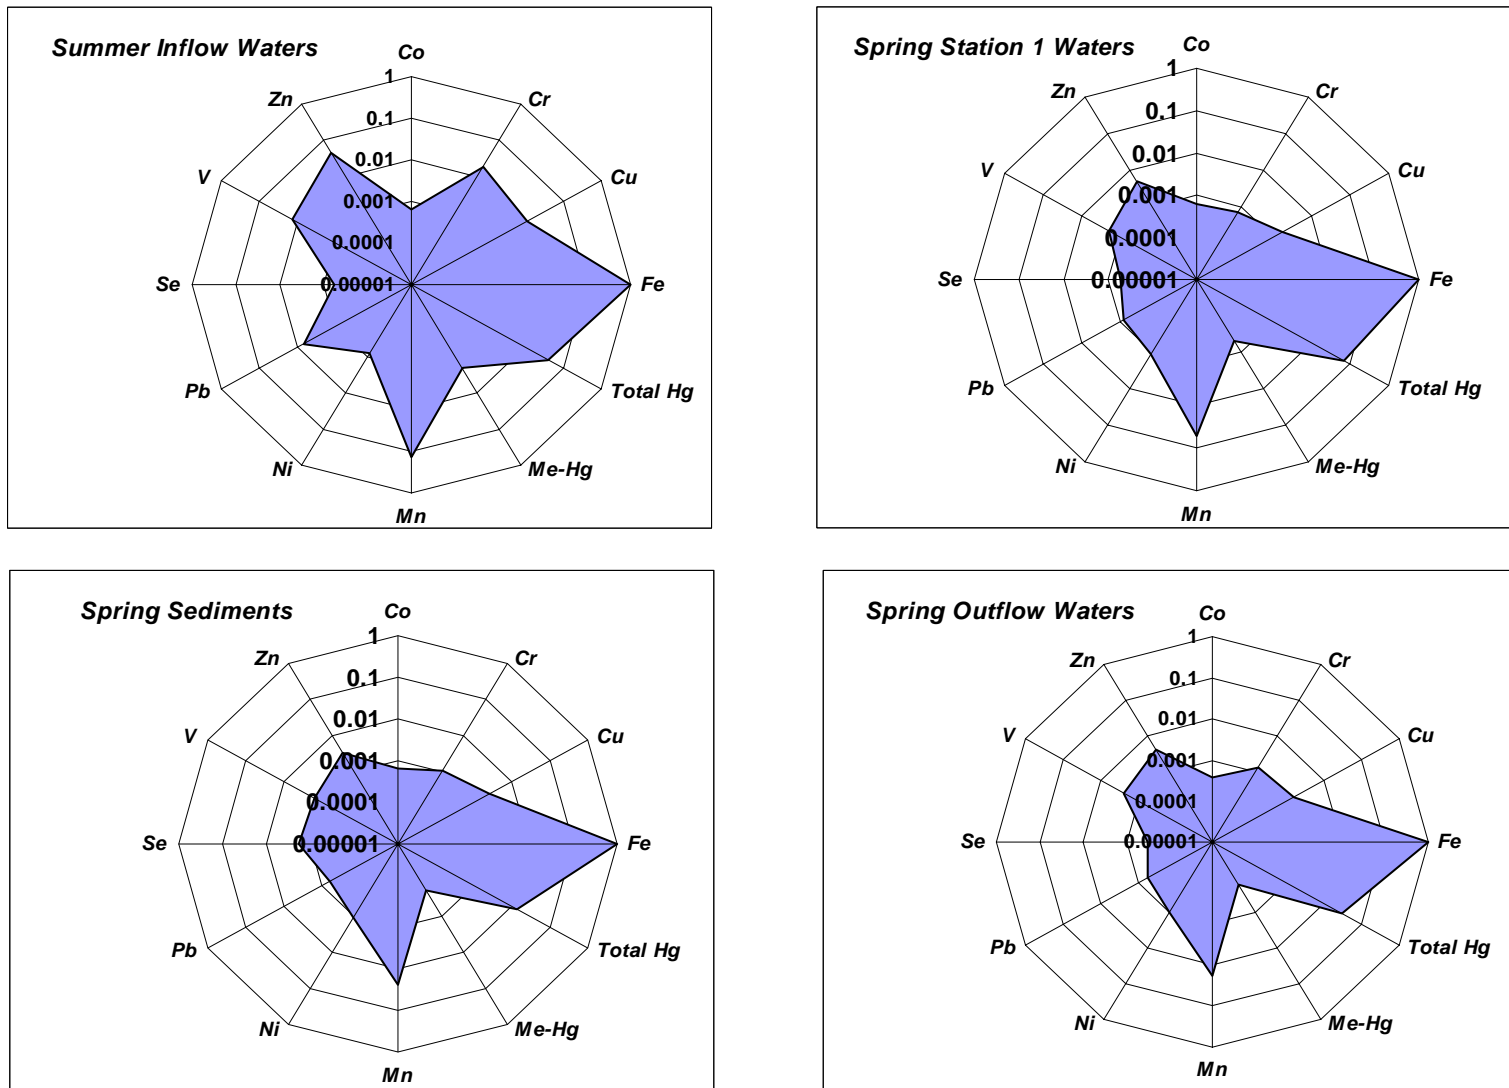 Summer Inflow Waters
Co
1
Zn
Cr
0.1
0.01
V
Cu
0.001
0.0001
Se
0.00001
Fe
Pb
Total Hg
Ni
Me-Hg
Mn
Spring Station 1 Waters
Co
1
Zn
Cr
0.1
0.01
V
Cu
0.001
0.0001
Se
0.00001
Fe
Pb
Total Hg
Ni
Me-Hg
Mn
Spring Sediments
Co
1
Zn
Cr
0.1
0.01
V
Cu
0.001
0.0001
Se
0.00001
Fe
Pb
Total Hg
Ni
Me-Hg
Mn
Spring Outflow Waters
Co
1
Zn
Cr
0.1
0.01
V
Cu
0.001
0.0001
Se
0.00001
Fe
Pb
Total Hg
Ni
Me-Hg
Mn